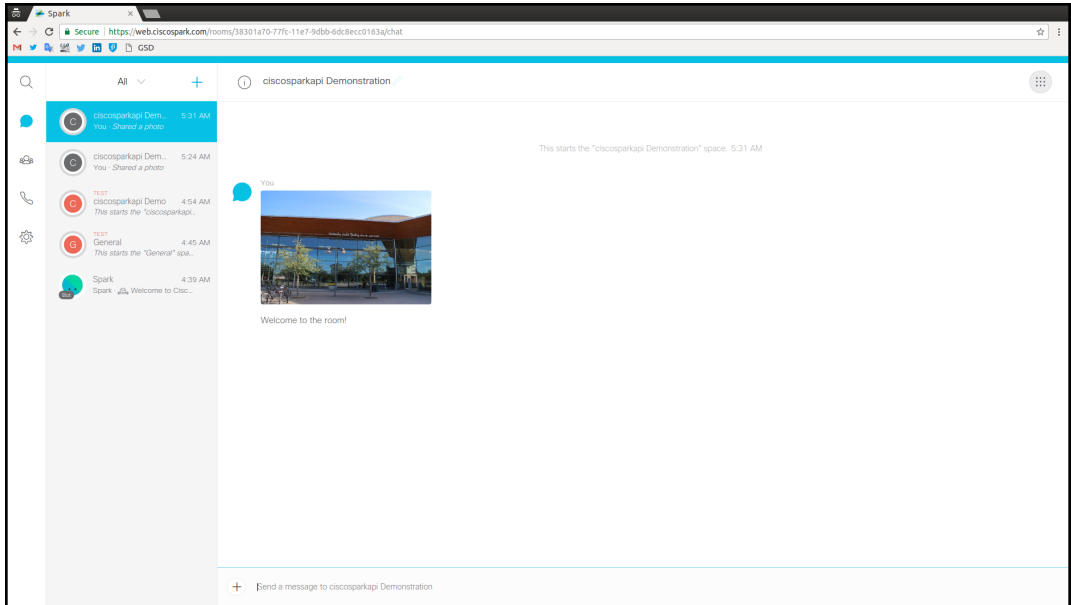 Spark
Secure https://web.ciscospark.com/rooms/38301a70-77fc-11e7-9dbb-6dc8ecc0163a/chat
GSD
All
ciscosparkapi Demonstration
ciscosparkapi Dem... 5:31 AM
You · Shared a photo
ciscosparkapi Dem... 5:24 AM
You · Shared a photo
TEST
ciscosparkapi Demo 4:54 AM
This starts the "ciscosparkapi...
TEST
General 4:45 AM
This starts the "General" spa...
Spark 4:39 AM
Spark · Welcome to Cisc...
Bot
This starts the "ciscosparkapi Demonstration" space. 5:31 AM
You
Welcome to the room!
Send a message to ciscosparkapi Demonstration